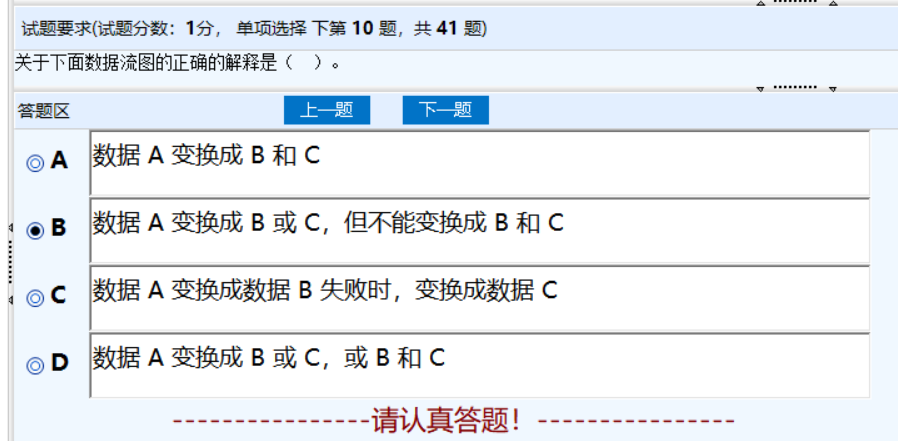 试题要求(试题分数：1分， 单项选择 下第 10 题，共 41 题)
关于下面数据流图的正确的解释是（ ）。
答题区 上一题 下一题
A 数据 A 变换成 B 和 C
B 数据 A 变换成 B 或 C，但不能变换成 B 和 C
C 数据 A 变换成数据 B 失败时，变换成数据 C
D 数据 A 变换成 B 或 C，或 B 和 C
----------------请认真答题！----------------